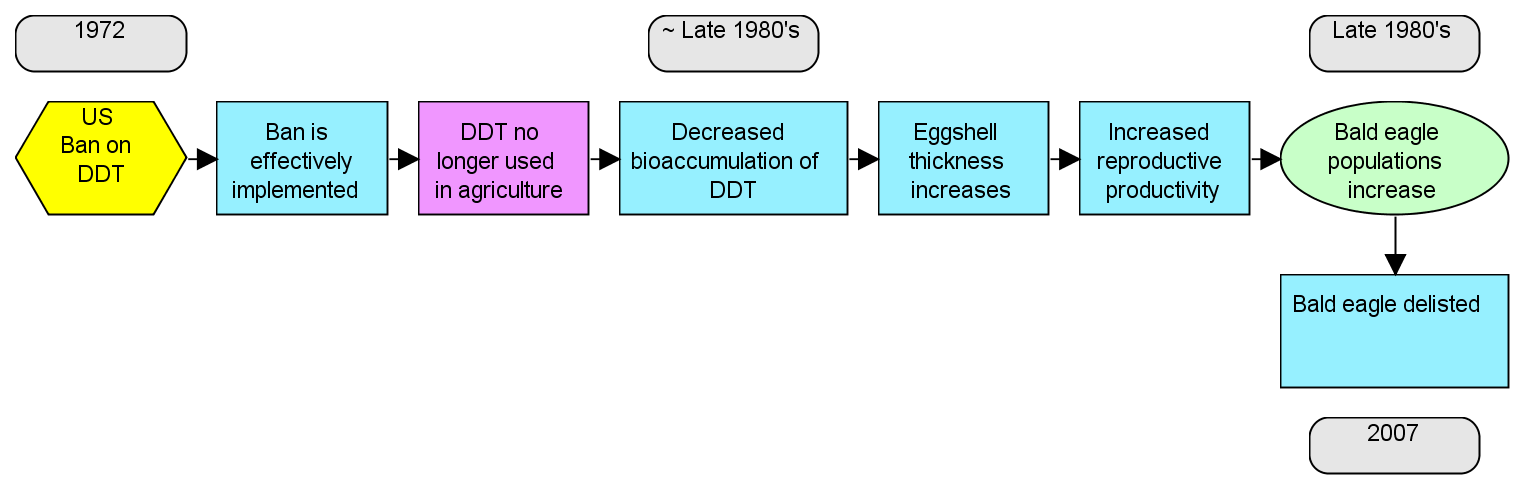 1972
~ Late 1980's
Late 1980's
US
Ban on
DDT
Ban is
effectively
implemented
DDT no
longer used
in agriculture
Decreased
bioaccumulation of
DDT
Eggshell
thickness
increases
Increased
reproductive
productivity
Bald eagle
populations
increase
Bald eagle delisted
2007